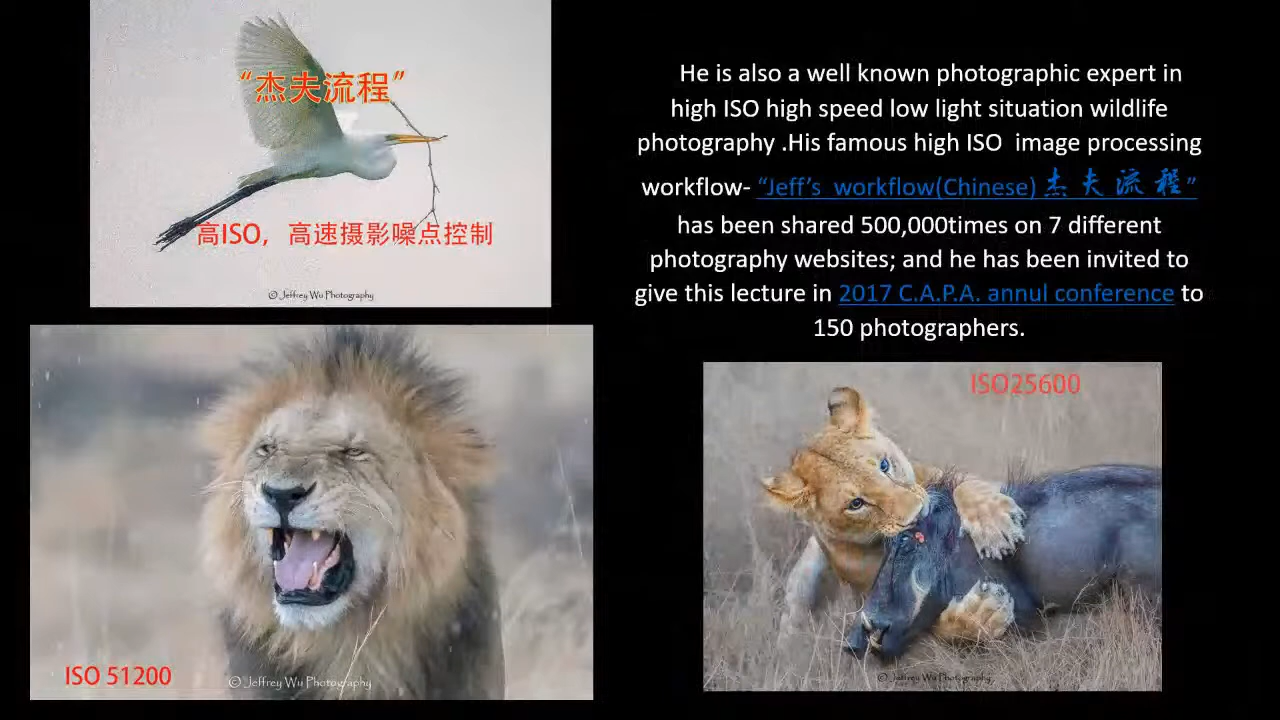 “杰夫流程”
高ISO，高速摄影噪点控制
© Jeffrey Wu Photography
He is also a well known photographic expert in
high ISO high speed low light situation wildlife
photography .His famous high ISO image processing
workflow- “Jeff’s workflow(Chinese) 杰夫流程”
has been shared 500,000times on 7 different
photography websites; and he has been invited to
give this lecture in 2017 C.A.P.A. annul conference to
150 photographers.
ISO 51200
© Jeffrey Wu Photography
ISO25600
© Jeffrey Wu Photography